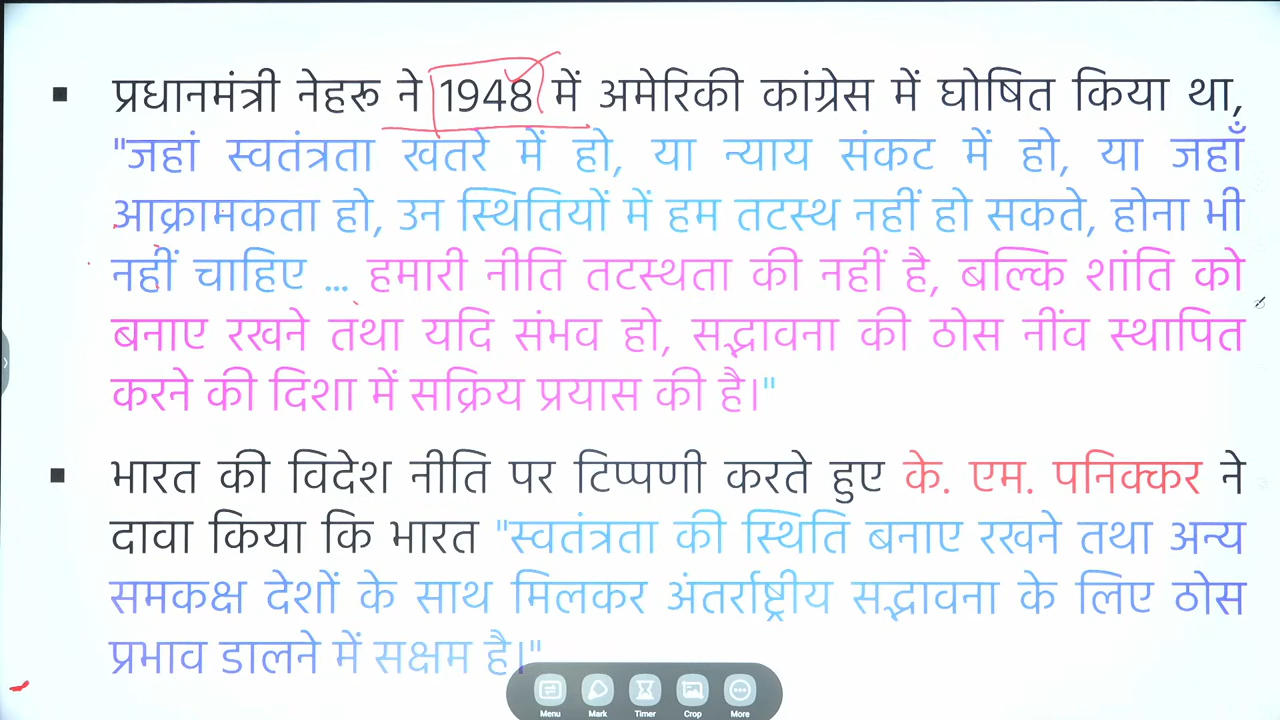 ▪ प्रधानमंत्री नेहरू ने 1948 में अमेरिकी कांग्रेस में घोषित किया था,
"जहां स्वतंत्रता खतरे में हो, या न्याय संकट में हो, या जहाँ
आक्रामकता हो, उन स्थितियों में हम तटस्थ नहीं हो सकते, होना भी
नहीं चाहिए ... हमारी नीति तटस्थता की नहीं है, बल्कि शांति को
बनाए रखने तथा यदि संभव हो, सद्भावना की ठोस नींव स्थापित
करने की दिशा में सक्रिय प्रयास की है।"
▪ भारत की विदेश नीति पर टिप्पणी करते हुए के. एम. पनिक्कर ने
दावा किया कि भारत "स्वतंत्रता की स्थिति बनाए रखने तथा अन्य
समकक्ष देशों के साथ मिलकर अंतर्राष्ट्रीय सद्भावना के लिए ठोस
प्रभाव डालने में सक्षम है।"
Menu Mark Timer Crop More